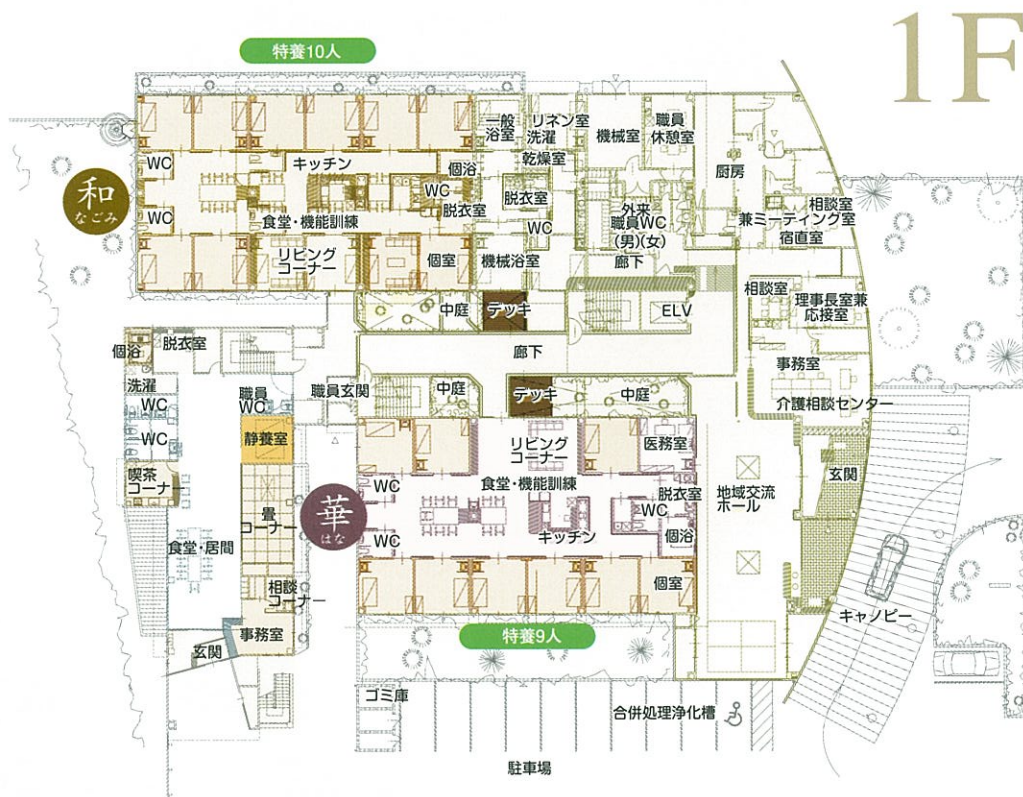 1F
特養10人
和
なごみ
WC
WC
キッチン
食堂・機能訓練
リビング
コーナー
個室
個浴
WC
脱衣室
一般
浴室
リネン室
洗濯
乾燥室
脱衣室
WC
機械浴室
機械室
職員
休憩室
外来
職員WC
(男)(女)
廊下
厨房
相談室
兼ミーティング室
宿直室
相談室
理事長室兼
応接室
事務室
介護相談センター
中庭
デッキ
ELV
廊下
個浴
脱衣室
洗濯
WC
WC
職員
WC
職員玄関
静養室
喫茶
コーナー
畳
コーナー
食堂・居間
相談
コーナー
事務室
玄関
中庭
デッキ
中庭
華
はな
リビング
コーナー
医務室
WC
食堂・機能訓練
脱衣室
WC
WC
キッチン
個浴
個室
地域交流
ホール
玄関
キャノピー
特養9人
ゴミ庫
合併処理浄化槽
駐車場